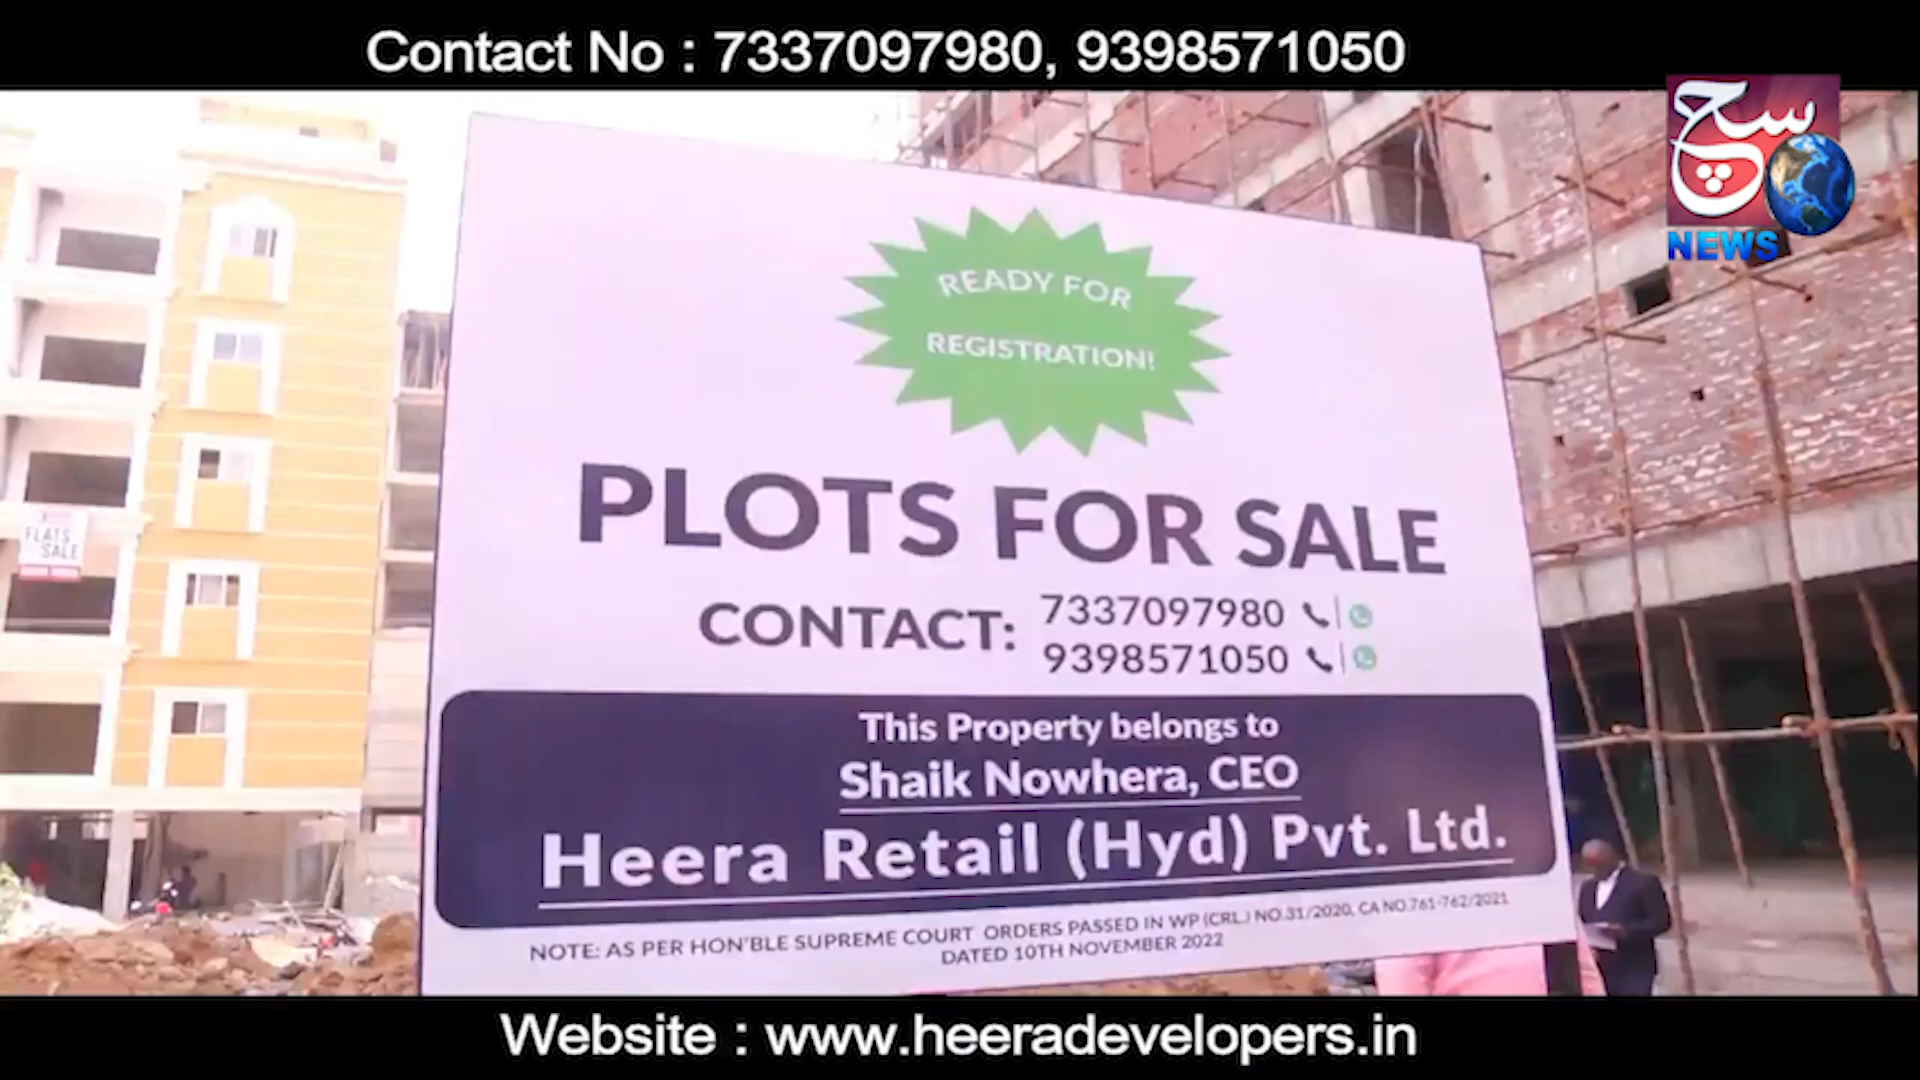 Contact No : 7337097980, 9398571050
سچ
NEWS
READY FOR
REGISTRATION!
PLOTS FOR SALE
CONTACT:
7337097980
9398571050
FLATS
SALE
This Property belongs to
Shaik Nowhera, CEO
Heera Retail (Hyd) Pvt. Ltd.
NOTE: AS PER HON'BLE SUPREME COURT ORDERS PASSED IN WP (CRL.) NO.31/2020, CA NO.761-762/2021
DATED 10TH NOVEMBER 2022
Website : www.heeradevelopers.in